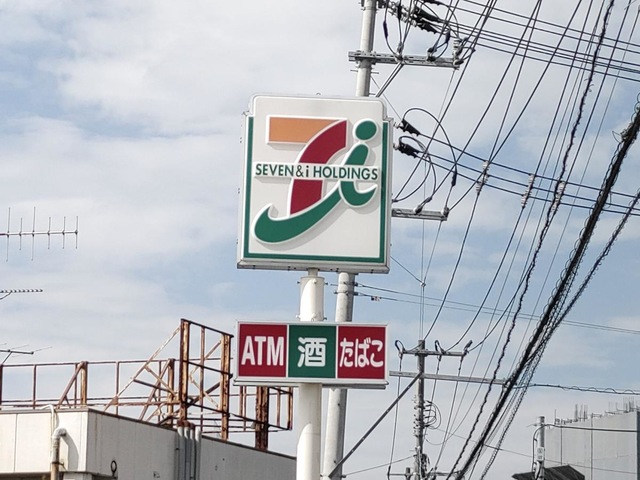 SEVEN & i HOLDINGS
ATM 酒 たばこ